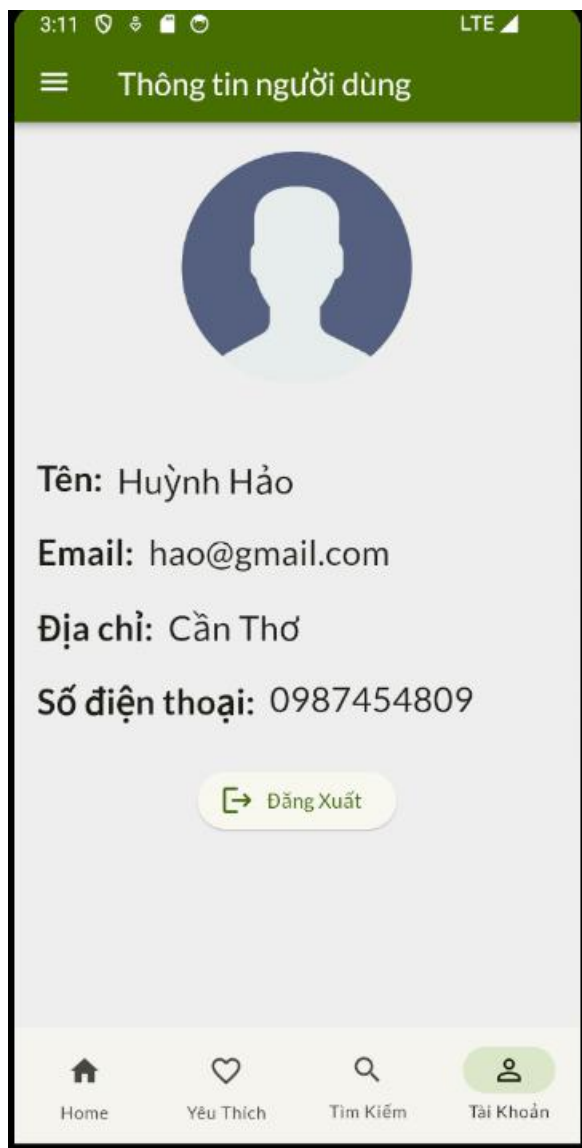 3:11 LTE
Thông tin người dùng
Tên: Huỳnh Hảo
Email: hao@gmail.com
Địa chỉ: Cần Thơ
Số điện thoại: 0987454809
Đăng Xuất
Home Yêu Thích Tìm Kiếm Tài Khoản